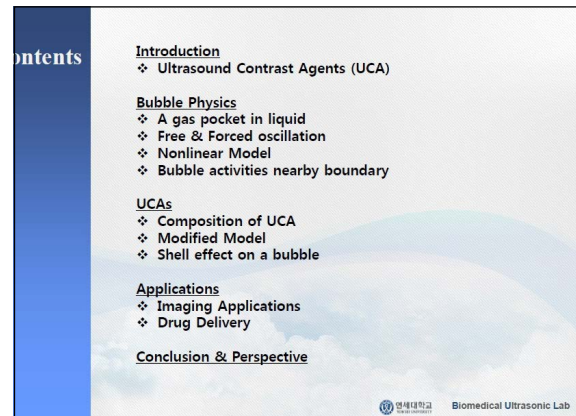 ontents
Introduction
❖ Ultrasound Contrast Agents (UCA)
Bubble Physics
❖ A gas pocket in liquid
❖ Free & Forced oscillation
❖ Nonlinear Model
❖ Bubble activities nearby boundary
UCAs
❖ Composition of UCA
❖ Modified Model
❖ Shell effect on a bubble
Applications
❖ Imaging Applications
❖ Drug Delivery
Conclusion & Perspective
연세대학교 Biomedical Ultrasonic Lab
YONSEI UNIVERSITY